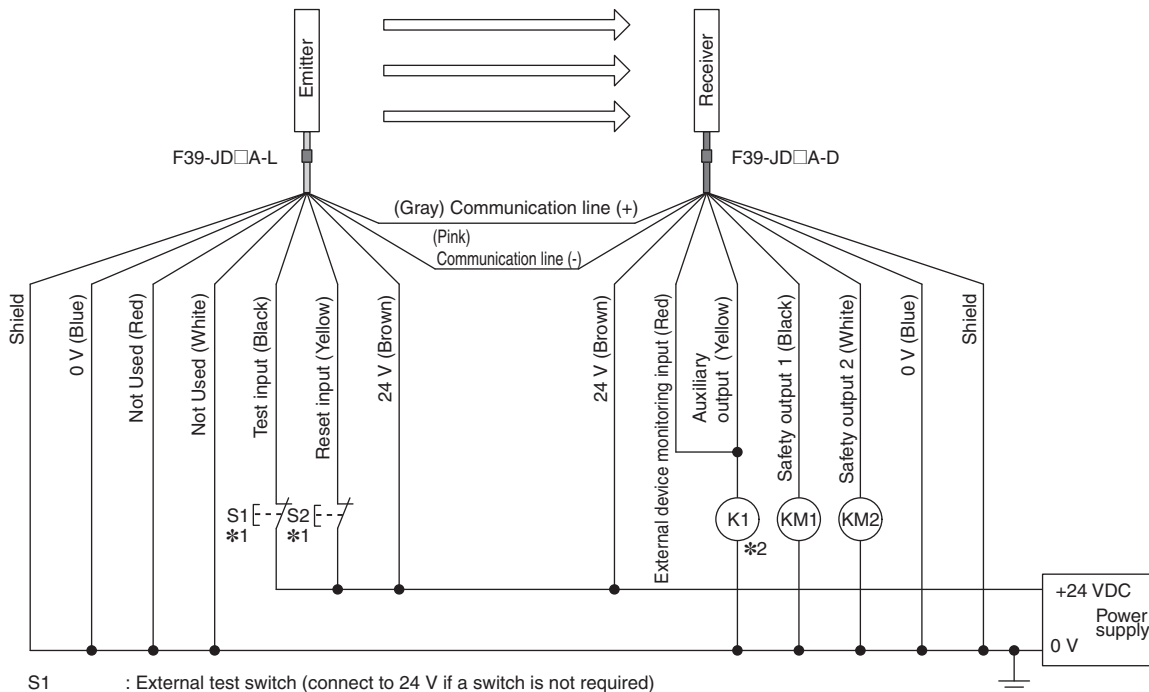 Emitter
Receiver
F39-JD□A-L
F39-JD□A-D
(Gray) Communication line (+)
(Pink)
Communication line (-)
Shield
0 V (Blue)
Not Used (Red)
Not Used (White)
Test input (Black)
Reset input (Yellow)
24 V (Brown)
24 V (Brown)
External device monitoring input (Red)
Auxiliary
output (Yellow)
Safety output 1 (Black)
Safety output 2 (White)
0 V (Blue)
Shield
S1
*1
S2
*1
K1
*2
KM1
KM2
+24 VDC
Power
supply
0 V
S1 : External test switch (connect to 24 V if a switch is not required)